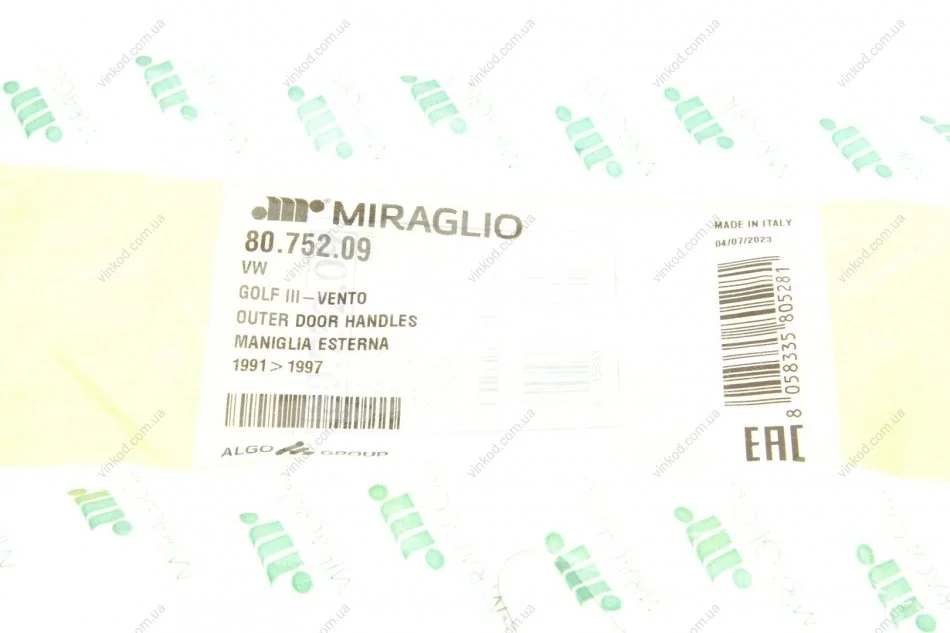 MIRAGLIO
80.752.09
VW
GOLF III – VENTO
OUTER DOOR HANDLES
MANIGLIA ESTERNA
1991 > 1997
ALGO GROUP
MADE IN ITALY
04/07/2023
8 058335 805281
EAC
vinkod.com.ua